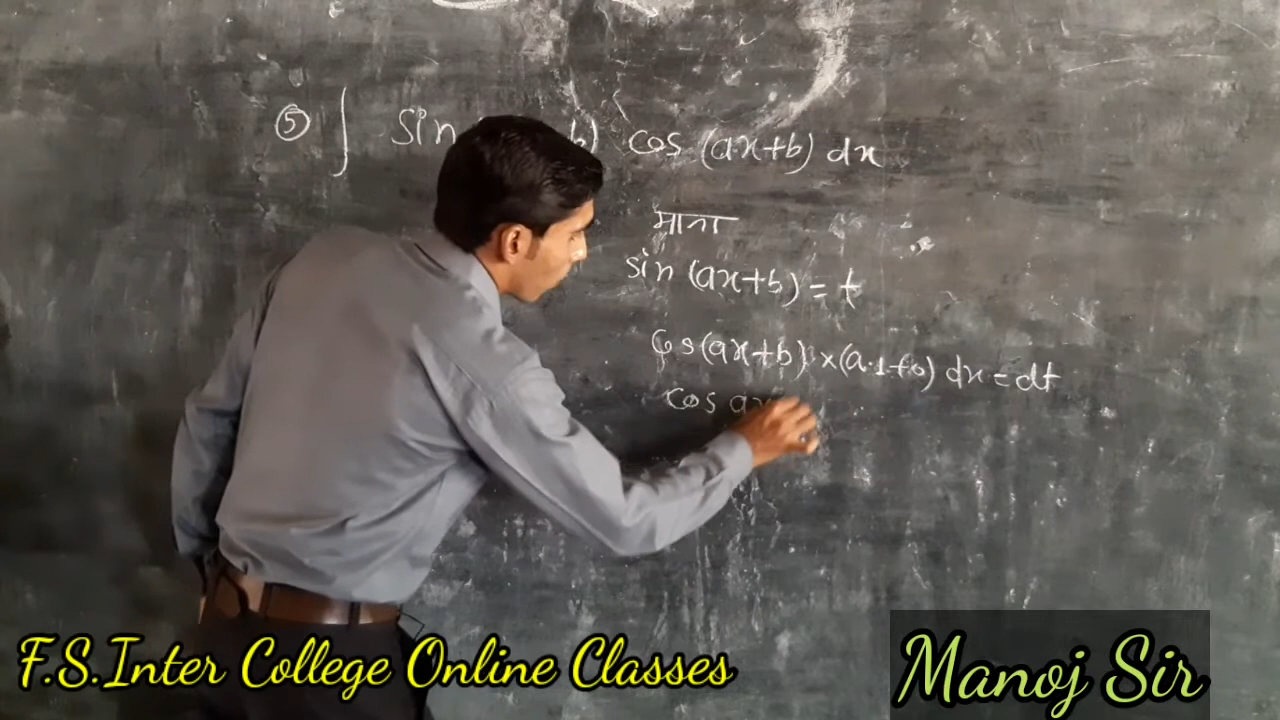 ⑤ ∫ sin b) cos (ax+b) dx
माना
sin (ax+b) = t
cos(ax+b) × (a.1+0) dx = dt
cos ax
F.S.Inter College Online Classes
Manoj Sir